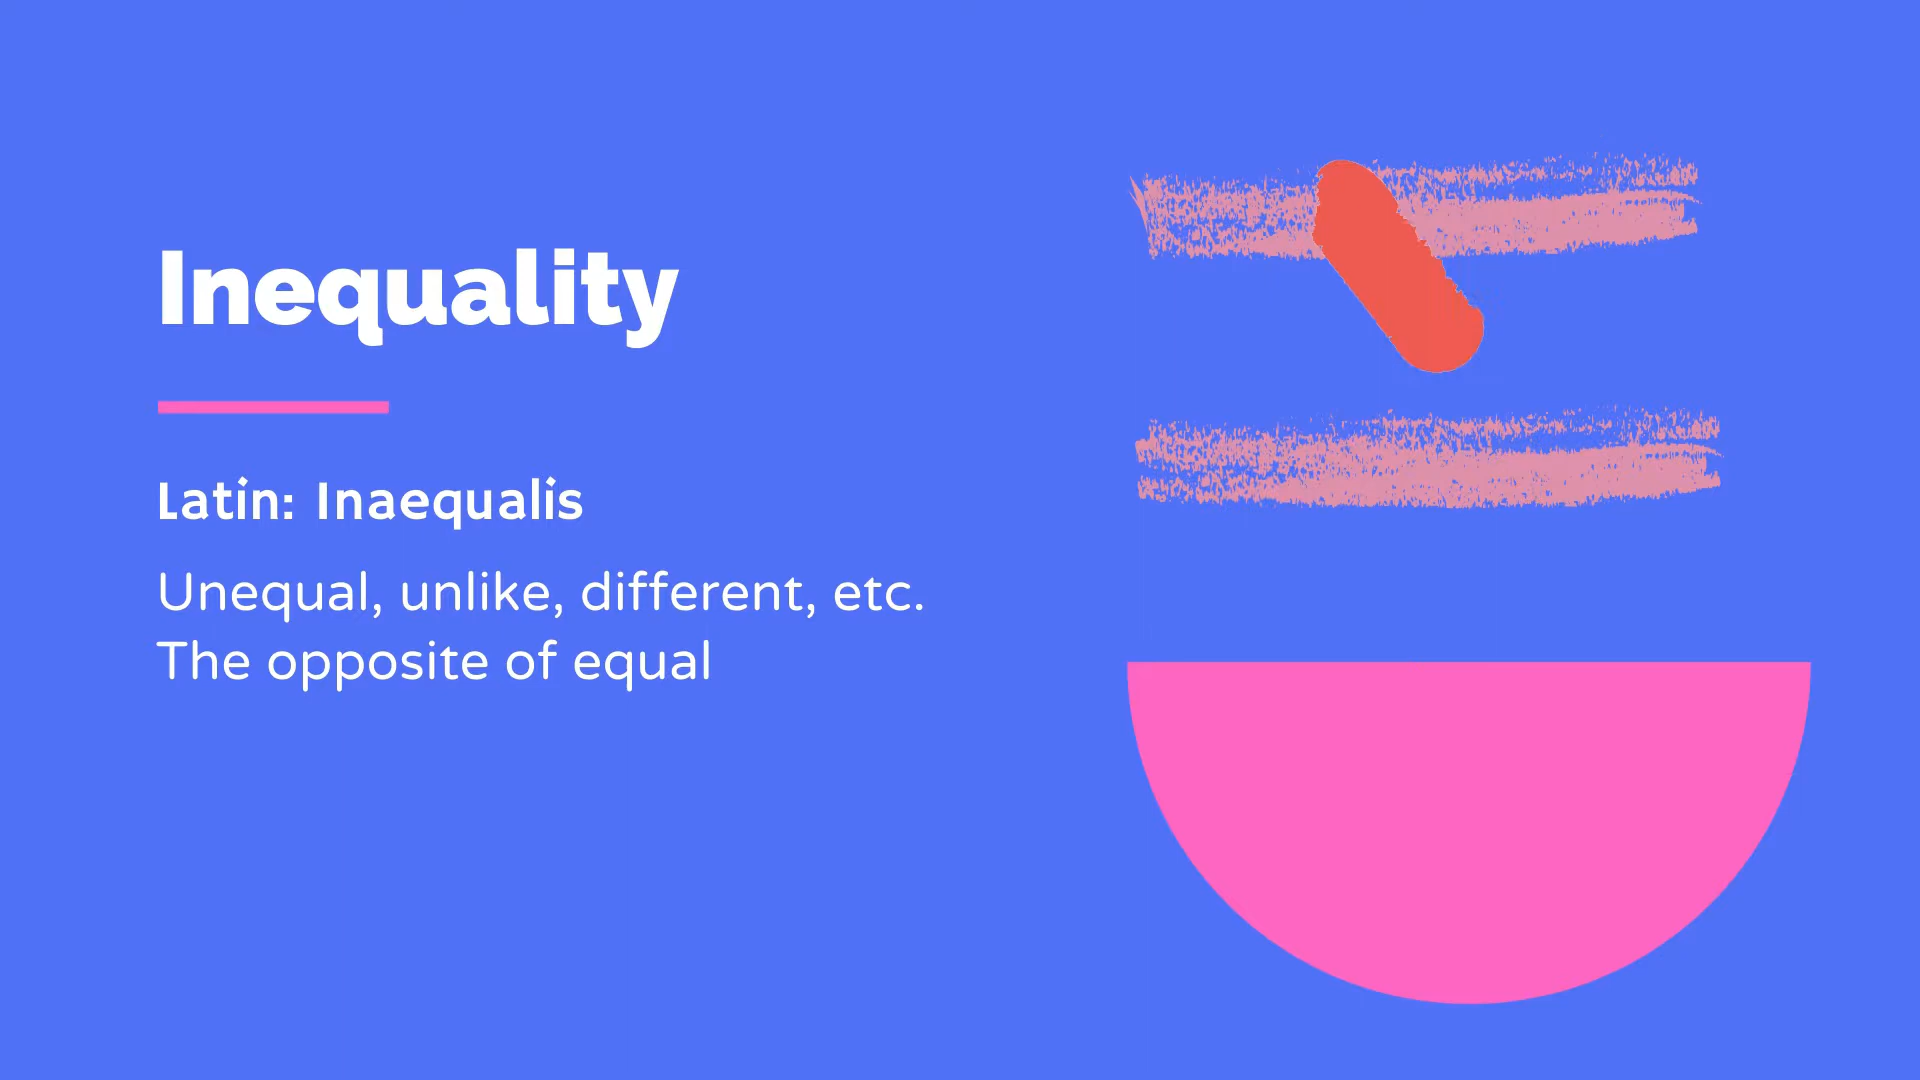 Inequality
Latin: Inaequalis
Unequal, unlike, different, etc.
The opposite of equal